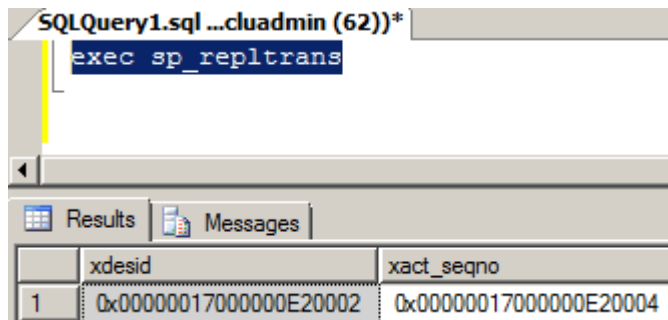 SQLQuery1.sql ...cluadmin (62))*
exec sp_repltrans
Results Messages
xdesid xact_seqno
1 0x00000017000000E20002 0x00000017000000E20004